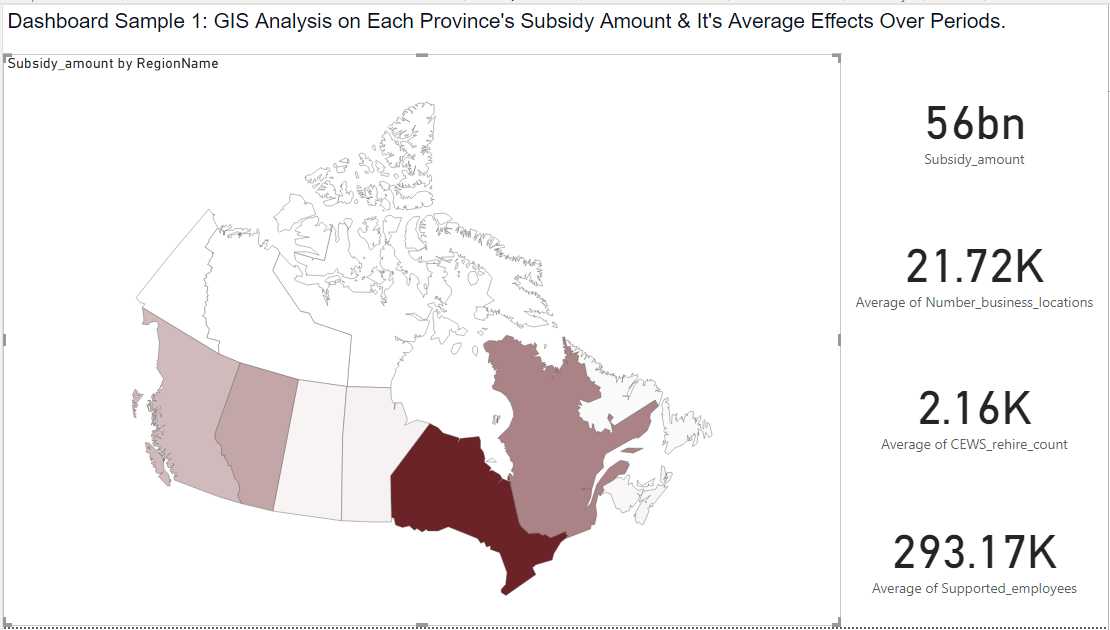 Dashboard Sample 1: GIS Analysis on Each Province's Subsidy Amount & It's Average Effects Over Periods.
Subsidy_amount by RegionName
56bn
Subsidy_amount
21.72K
Average of Number_business_locations
2.16K
Average of CEWS_rehire_count
293.17K
Average of Supported_employees